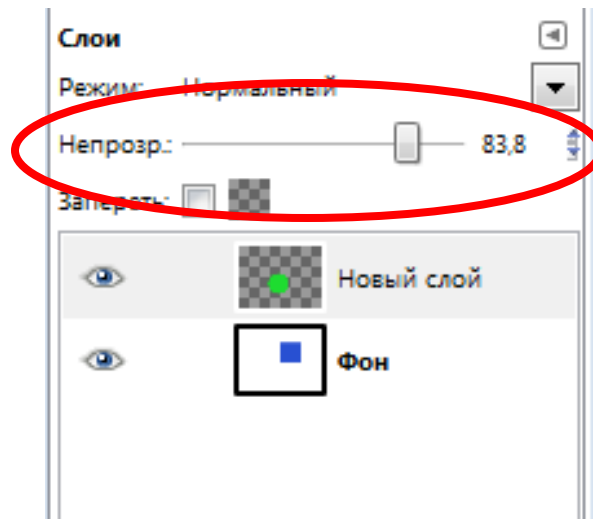 Слои
Режим: Нормальный
Непрозр.: 83,8
Запереть:
Новый слой
Фон